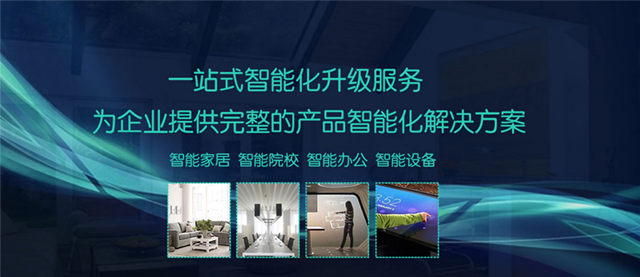 一站式智能化升级服务
为企业提供完整的产品智能化解决方案
智能家居 智能院校 智能办公 智能设备